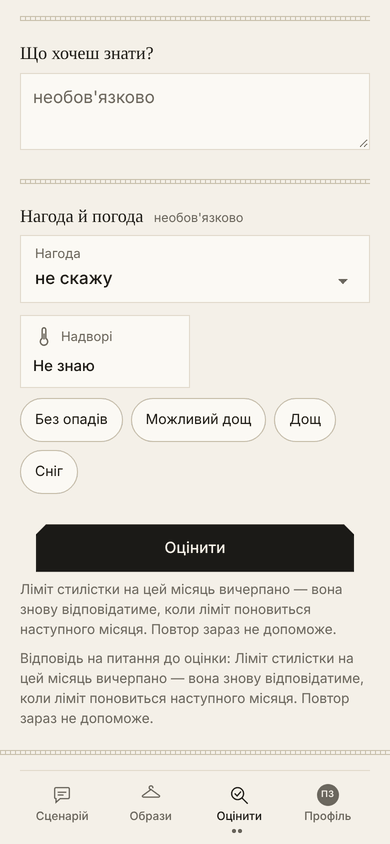 Що хочеш знати?
необов'язково
Нагода й погода необов'язково
Нагода
не скажу
Надворі
Не знаю
Без опадів Можливий дощ Дощ
Сніг
Оцінити
Ліміт стилістки на цей місяць вичерпано — вона
знову відповідатиме, коли ліміт поновиться
наступного місяця. Повтор зараз не допоможе.
Відповідь на питання до оцінки: Ліміт стилістки на
цей місяць вичерпано — вона знову відповідатиме,
коли ліміт поновиться наступного місяця. Повтор
зараз не допоможе.
ПЗ
Сценарій Образи Оцінити Профіль